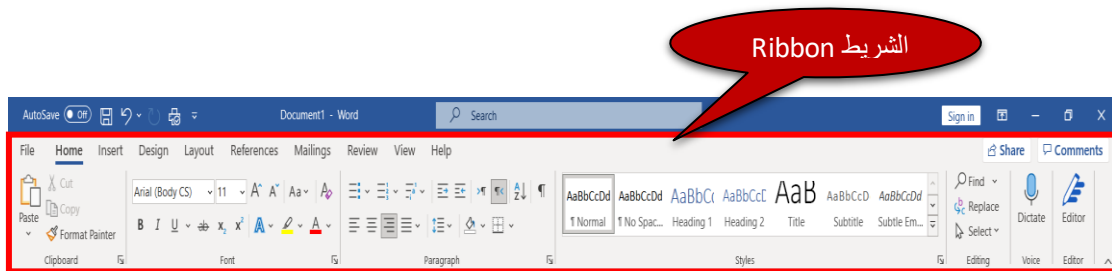 الشريط Ribbon
AutoSave Off Document1 - Word Search Sign in
File Home Insert Design Layout References Mailings Review View Help Share Comments
Paste
Cut
Copy
Format Painter
Clipboard
Arial (Body CS) 11 A A Aa A
B I U ab x₂ x² A A
Font
Paragraph
AaBbCcDd AaBbCcDd AaBbC( AaBbCcE AaB AaBbCcD AaBbCcDd
¶ Normal ¶ No Spac... Heading 1 Heading 2 Title Subtitle Subtle Em...
Styles
Find
Replace
Select
Editing
Dictate
Voice
Editor
Editor